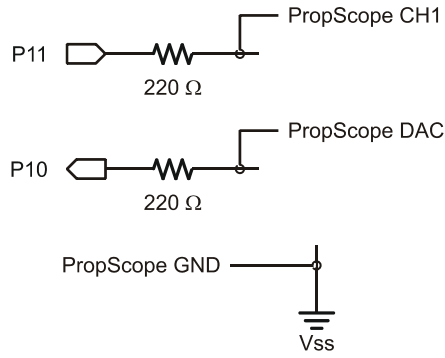 PropScope CH1
P11
220 Ω
PropScope DAC
P10
220 Ω
PropScope GND
Vss